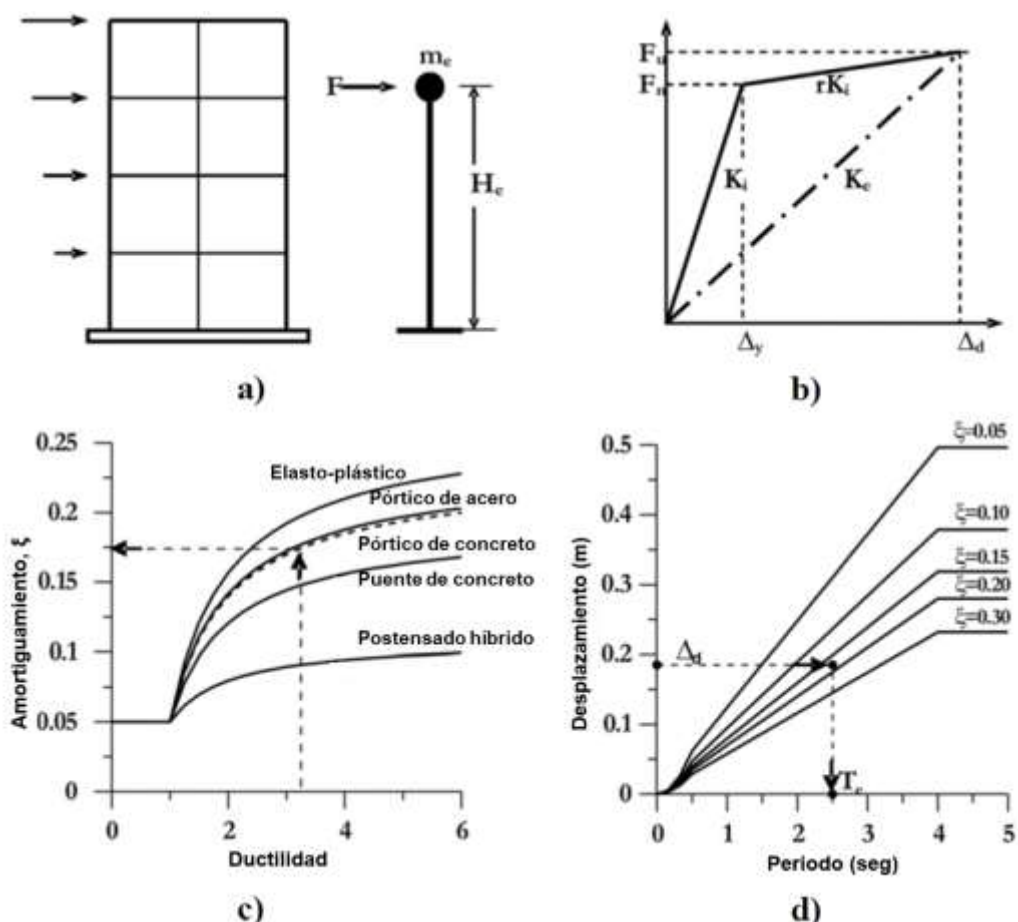 mₑ
F
Hₑ
a)
Fᵤ
Fₙ
rKᵢ
Kᵢ
Kₑ
Δy
Δd
b)
0.25
0.2
0.15
0.1
0.05
0
Amortiguamiento, ξ
Elasto-plástico
Pórtico de acero
Pórtico de concreto
Puente de concreto
Postensado híbrido
0 2 4 6
Ductilidad
c)
0.5
0.4
0.3
0.2
0.1
0
Desplazamiento (m)
ξ=0.05
ξ=0.10
ξ=0.15
ξ=0.20
ξ=0.30
Δd
Tₑ
0 1 2 3 4 5
Periodo (seg)
d)